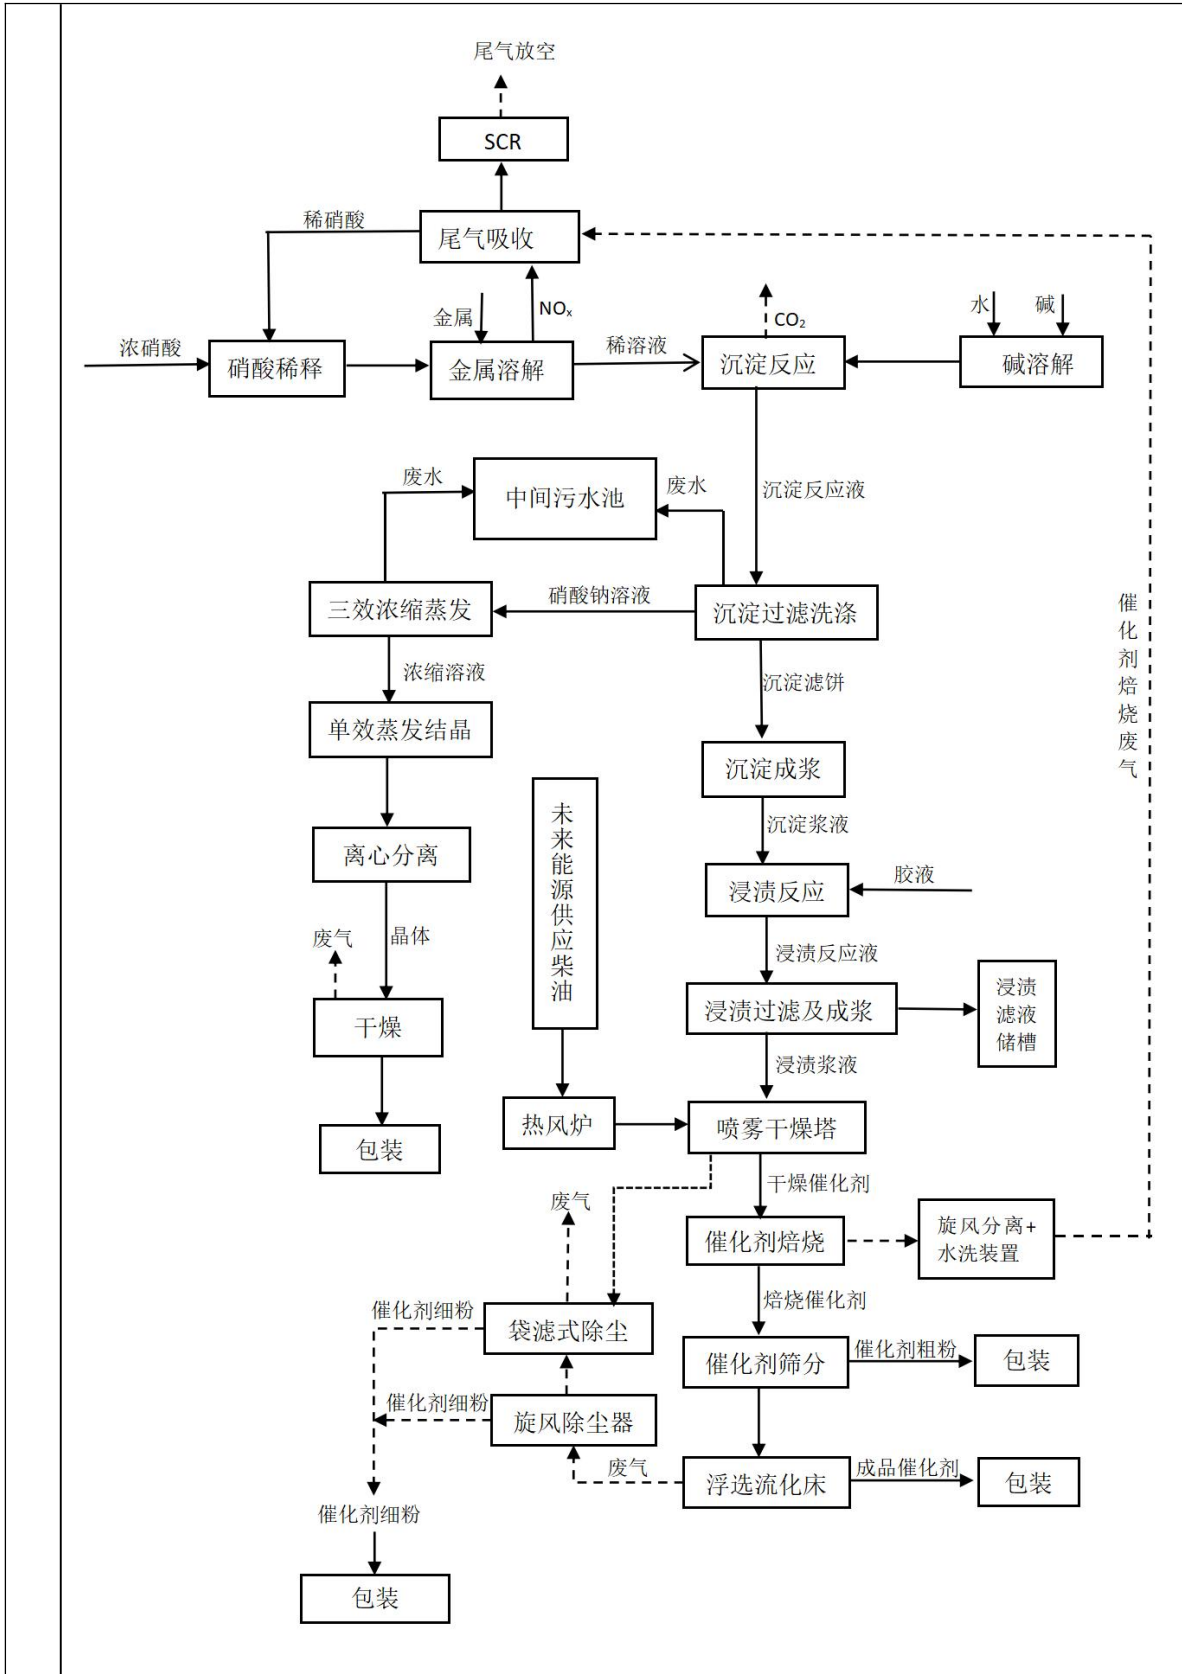 尾气放空
SCR
稀硝酸
尾气吸收
金属
NOₓ
CO₂
水
碱
浓硝酸
硝酸稀释
金属溶解
稀溶液
沉淀反应
碱溶解
废水
中间污水池
废水
沉淀反应液
三效浓缩蒸发
硝酸钠溶液
沉淀过滤洗涤
催化剂焙烧废气
浓缩溶液
沉淀滤饼
单效蒸发结晶
沉淀成浆
未来能源供应柴油
沉淀浆液
离心分离
浸渍反应
胶液
废气
晶体
浸渍反应液
干燥
浸渍过滤及成浆
浸渍
滤液
储槽
浸渍浆液
热风炉
喷雾干燥塔
包装
干燥催化剂
废气
催化剂焙烧
旋风分离+
水洗装置
焙烧催化剂
催化剂细粉
袋滤式除尘
催化剂筛分
催化剂粗粉
包装
催化剂细粉
旋风除尘器
废气
浮选流化床
成品催化剂
包装
催化剂细粉
包装